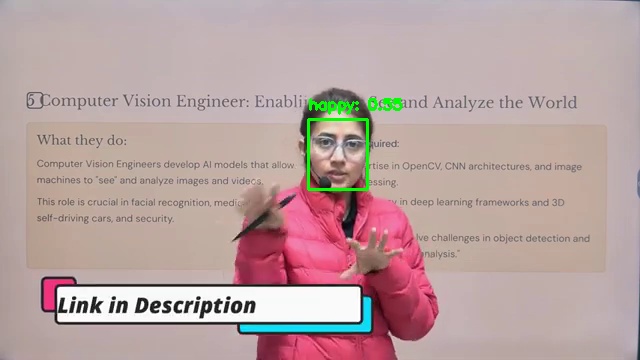 5 Computer Vision Engineer: Enabli
happy: 0.55
and Analyze the World
What they do:
quired:
Computer Vision Engineers develop AI models that allow
machines to "see" and analyze images and videos.
This role is crucial in facial recognition,
self-driving cars, and security.
rtise in OpenCV, CNN architectures, and image
essing.
y in deep learning frameworks and 3D
lve challenges in object detection and
analysis."
Link in Description